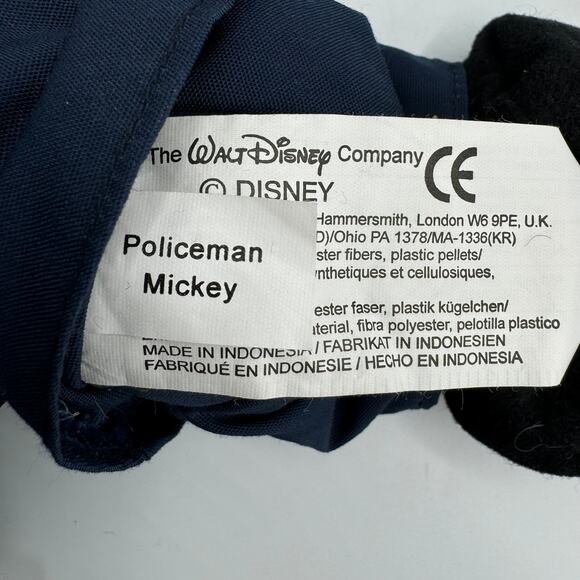 The WALT DISNEY Company CE
© DISNEY
Hammersmith, London W6 9PE, U.K.
)/Ohio PA 1378/MA-1336(KR)
Policeman
Mickey
ster fibers, plastic pellets/
nthetiques et cellulosiques,
ester faser, plastik kügelchen/
aterial, fibra polyester, pelotilla plastico
MADE IN INDONESIA / FABRIKAT IN INDONESIEN
FABRIQUÉ EN INDONESIE / HECHO EN INDONESIA